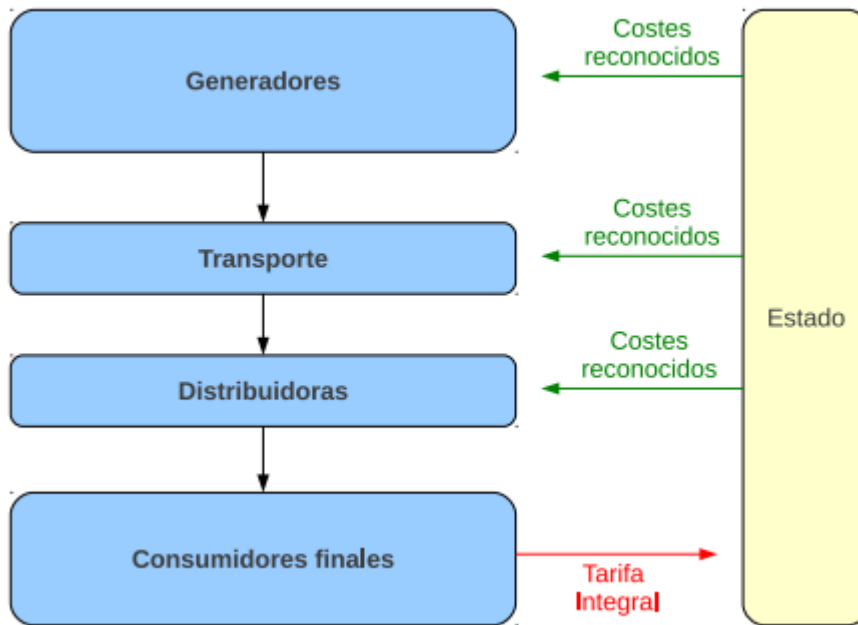 Costes
reconocidos
Generadores
Costes
reconocidos
Transporte
Estado
Costes
reconocidos
Distribuidoras
Consumidores finales
Tarifa
Integral